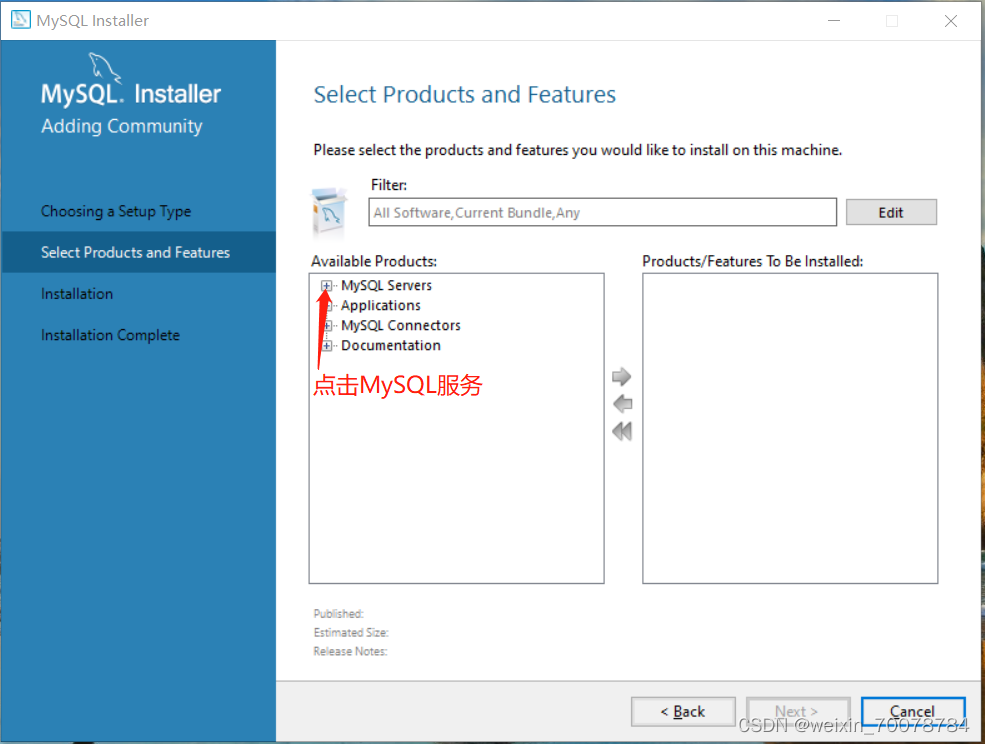 MySQL Installer
MySQL. Installer
Adding Community
Choosing a Setup Type
Select Products and Features
Installation
Installation Complete
Select Products and Features
Please select the products and features you would like to install on this machine.
Filter:
All Software,Current Bundle,Any
Edit
Available Products:
MySQL Servers
Applications
MySQL Connectors
Documentation
点击MySQL服务
Products/Features To Be Installed:
Published:
Estimated Size:
Release Notes:
< Back
Next >
Cancel
CSDN @weixin_70078784